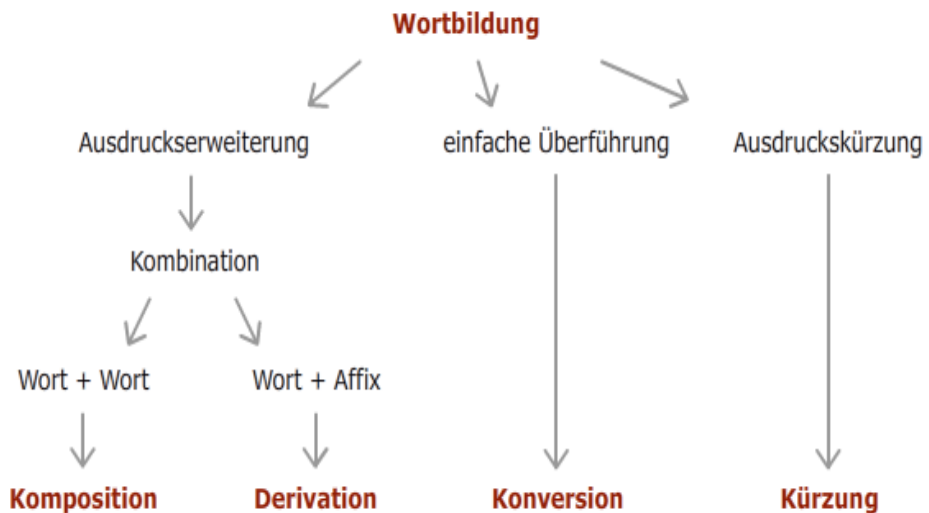 Wortbildung
Ausdruckserweiterung einfache Überführung Ausdruckskürzung
Kombination
Wort + Wort Wort + Affix
Komposition Derivation Konversion Kürzung